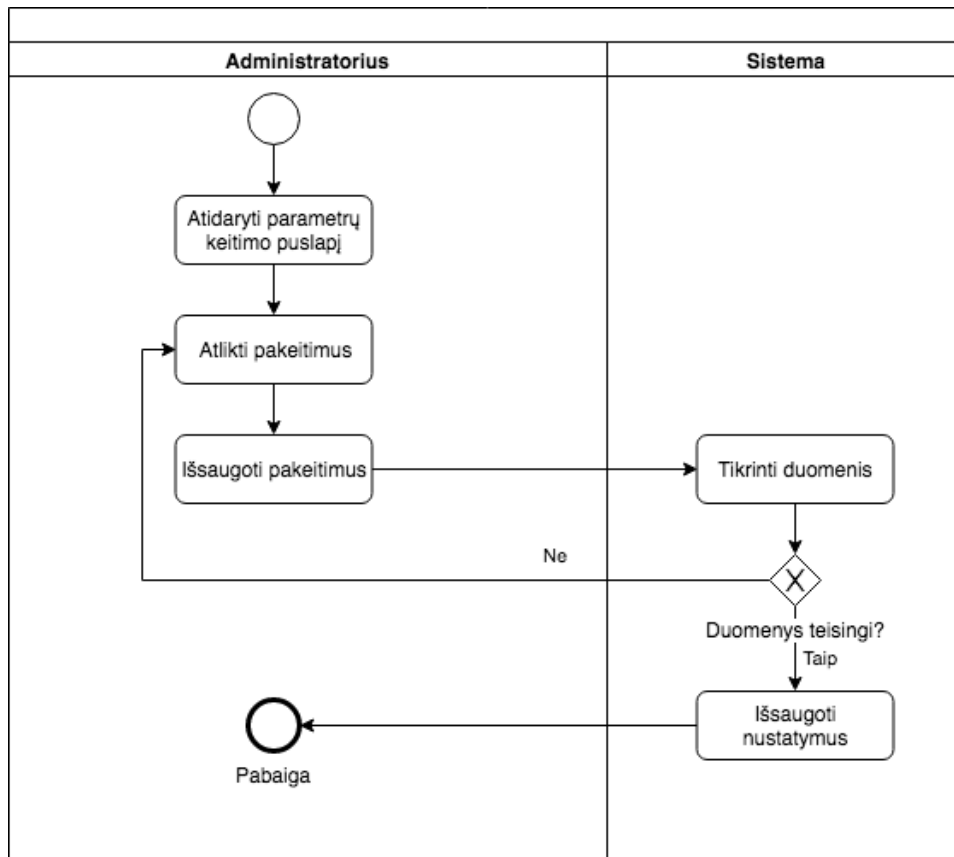 Administratorius
Sistema
Atidaryti parametrų
keitimo puslapį
Atlikti pakeitimus
Išsaugoti pakeitimus
Tikrinti duomenis
Ne
X
Duomenys teisingi?
Taip
Išsaugoti
nustatymus
Pabaiga